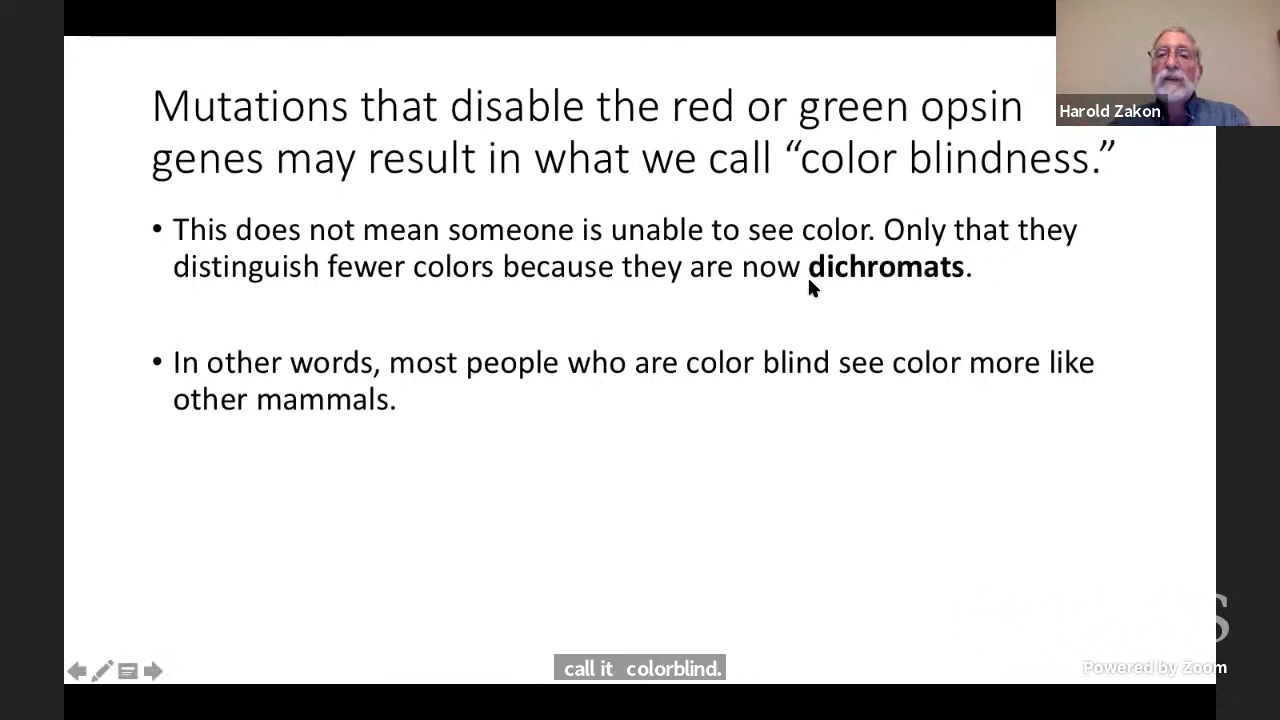 Mutations that disable the red or green opsin
genes may result in what we call “color blindness.”
Harold Zakon
• This does not mean someone is unable to see color. Only that they
distinguish fewer colors because they are now dichromats.
• In other words, most people who are color blind see color more like
other mammals.
S
call it colorblind.
Powered by Zoom